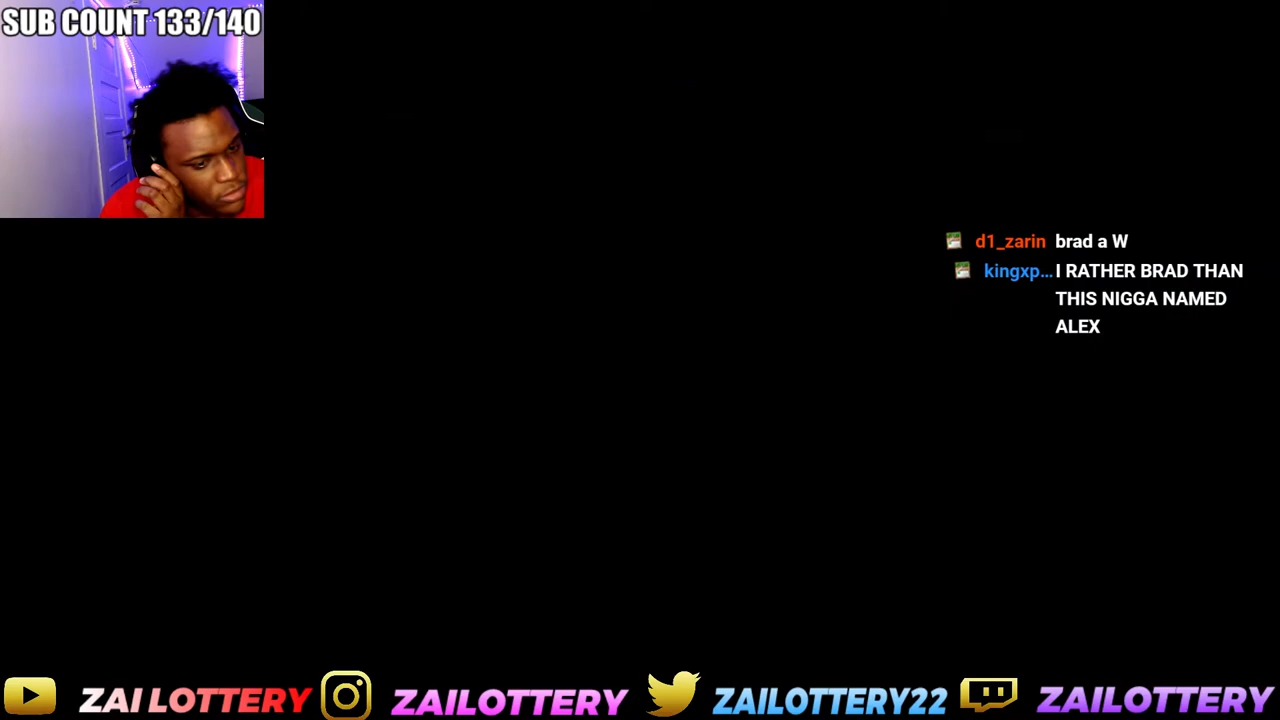 SUB COUNT 133/140
d1_zarin brad a W
kingxp... I RATHER BRAD THAN
THIS NIGGA NAMED
ALEX
ZAI LOTTERY ZAILOTTERY ZAILOTTERY22 ZAILOTTERY